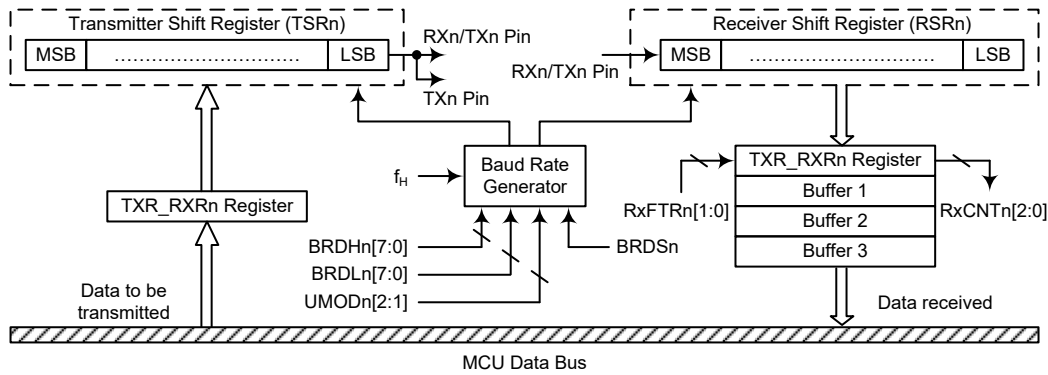 Transmitter Shift Register (TSRn)
MSB
..............................
LSB
RXn/TXn Pin
TXn Pin
Receiver Shift Register (RSRn)
RXn/TXn Pin
MSB
..............................
LSB
fH
Baud Rate
Generator
TXR_RXRn Register
TXR_RXRn Register
Buffer 1
Buffer 2
Buffer 3
RxFTRn[1:0]
RxCNTn[2:0]
BRDHn[7:0]
BRDLn[7:0]
UMODn[2:1]
BRDSn
Data to be
transmitted
Data received
MCU Data Bus